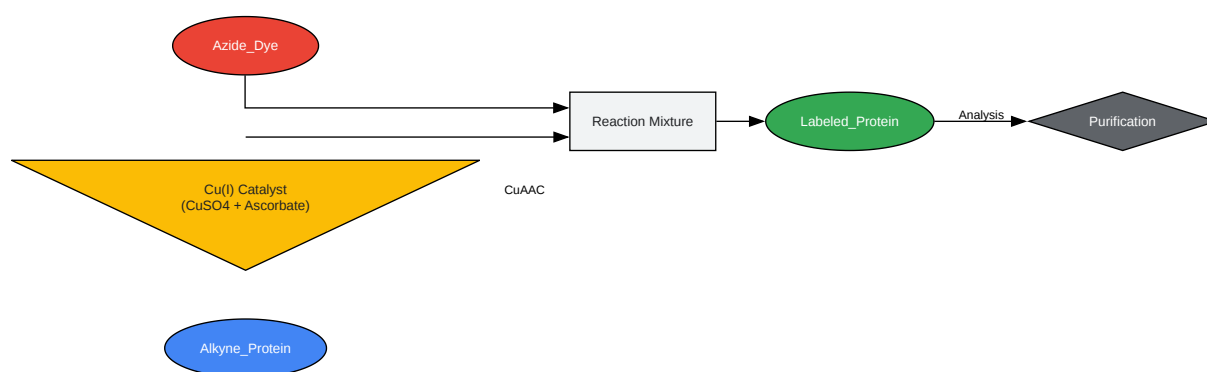 Azide_Dye
Reaction Mixture
Labeled_Protein
Analysis
Purification
Cu(I) Catalyst
(CuSO4 + Ascorbate)
CuAAC
Alkyne_Protein